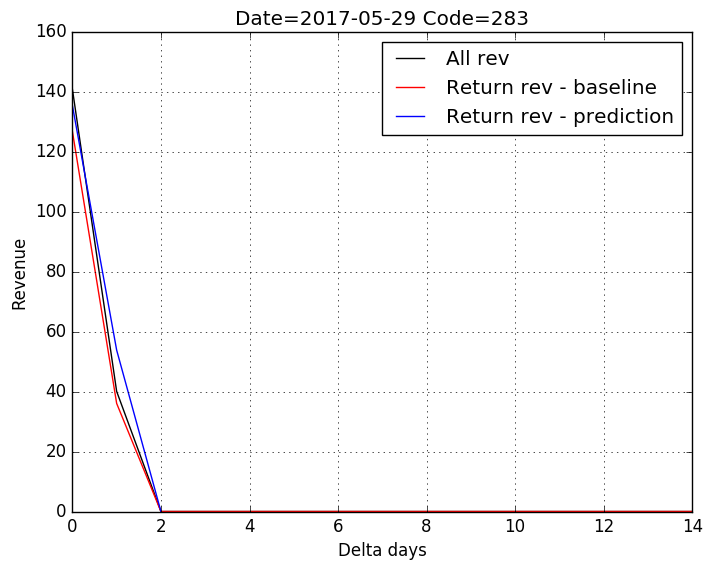 Date=2017-05-29 Code=283
160
140
120
100
80
60
40
20
0
Revenue
All rev
Return rev - baseline
Return rev - prediction
0 2 4 6 8 10 12 14
Delta days